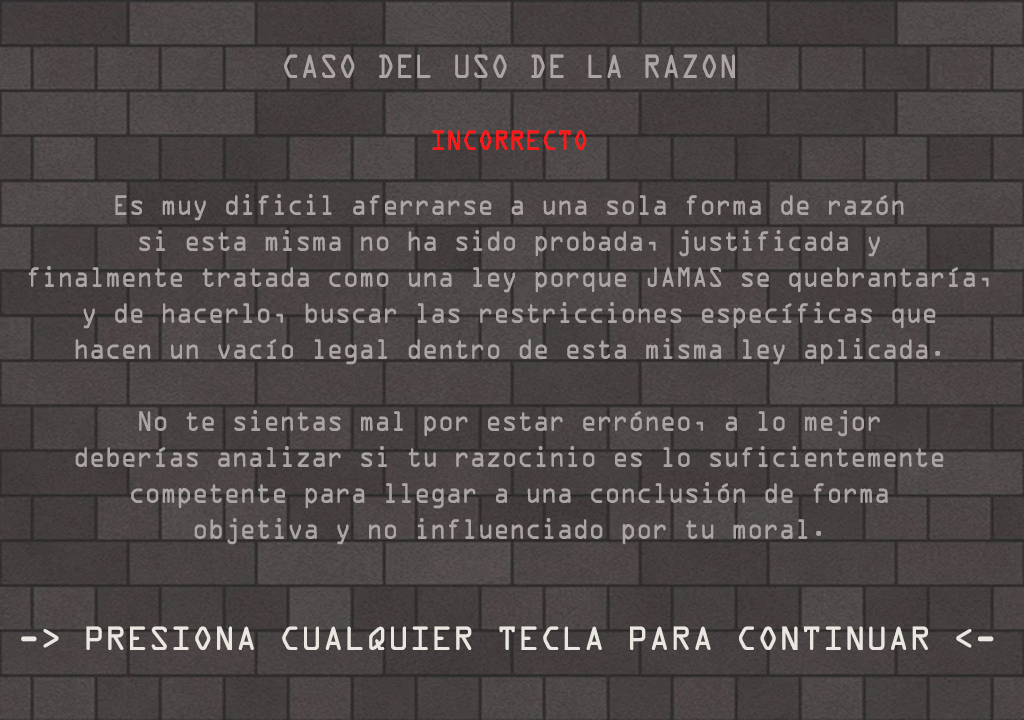 CASO DEL USO DE LA RAZON
INCORRECTO
Es muy dificil aferrarse a una sola forma de razón
si esta misma no ha sido probada, justificada y
finalmente tratada como una ley porque JAMAS se quebrantaría,
y de hacerlo, buscar las restricciones específicas que
hacen un vacío legal dentro de esta misma ley aplicada.
No te sientas mal por estar erróneo, a lo mejor
deberías analizar si tu razocinio es lo suficientemente
competente para llegar a una conclusión de forma
objetiva y no influenciado por tu moral.
-> PRESIONA CUALQUIER TECLA PARA CONTINUAR <-